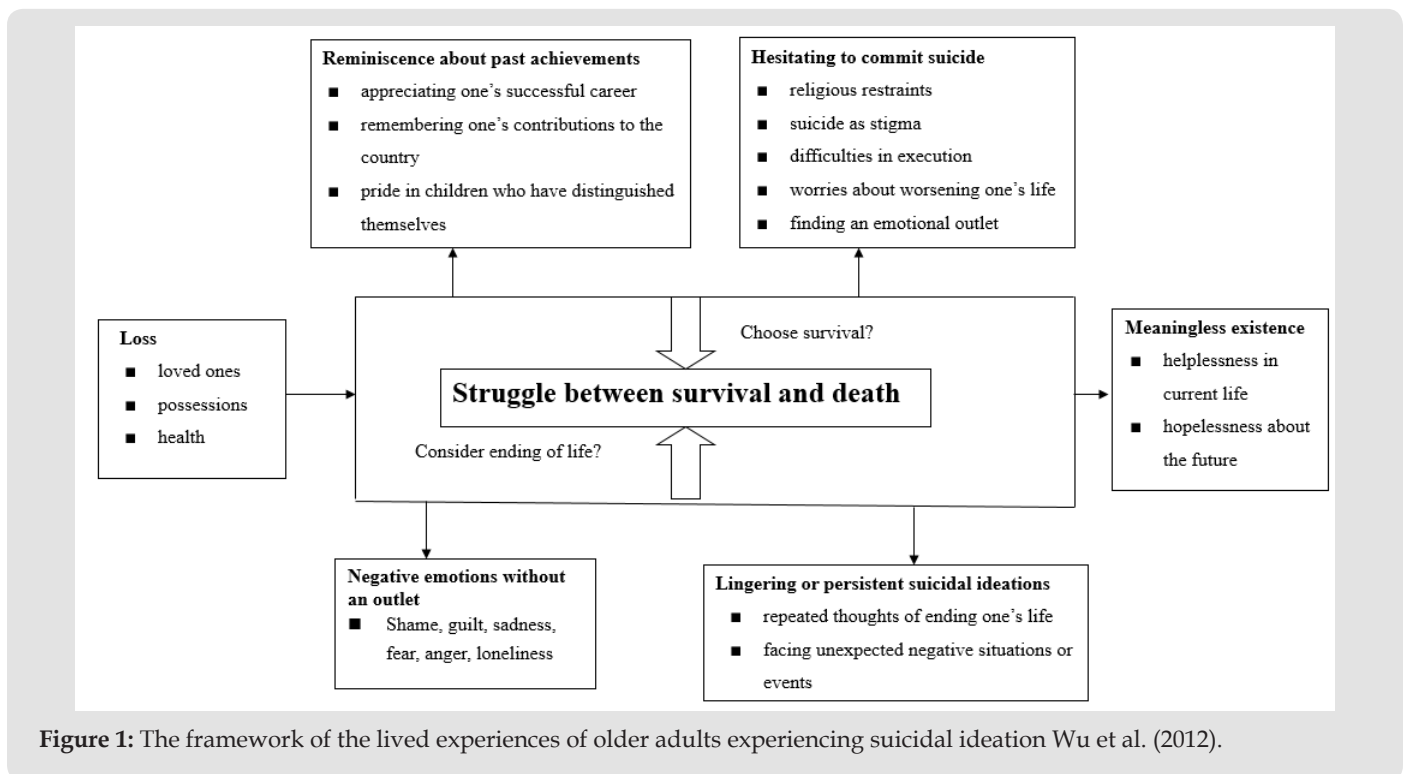 Reminiscence about past achievements
■ appreciating one's successful career
■ remembering one's contributions to the
country
■ pride in children who have distinguished
themselves
Hesitating to commit suicide
■ religious restraints
■ suicide as stigma
■ difficulties in execution
■ worries about worsening one's life
■ finding an emotional outlet
Loss
■ loved ones
■ possessions
■ health
Choose survival?
Struggle between survival and death
Consider ending of life?
Meaningless existence
■ helplessness in
current life
■ hopelessness about
the future
Negative emotions without
an outlet
■ Shame, guilt, sadness,
fear, anger, loneliness
Lingering or persistent suicidal ideations
■ repeated thoughts of ending one's life
■ facing unexpected negative situations or
events
Figure 1: The framework of the lived experiences of older adults experiencing suicidal ideation Wu et al. (2012).